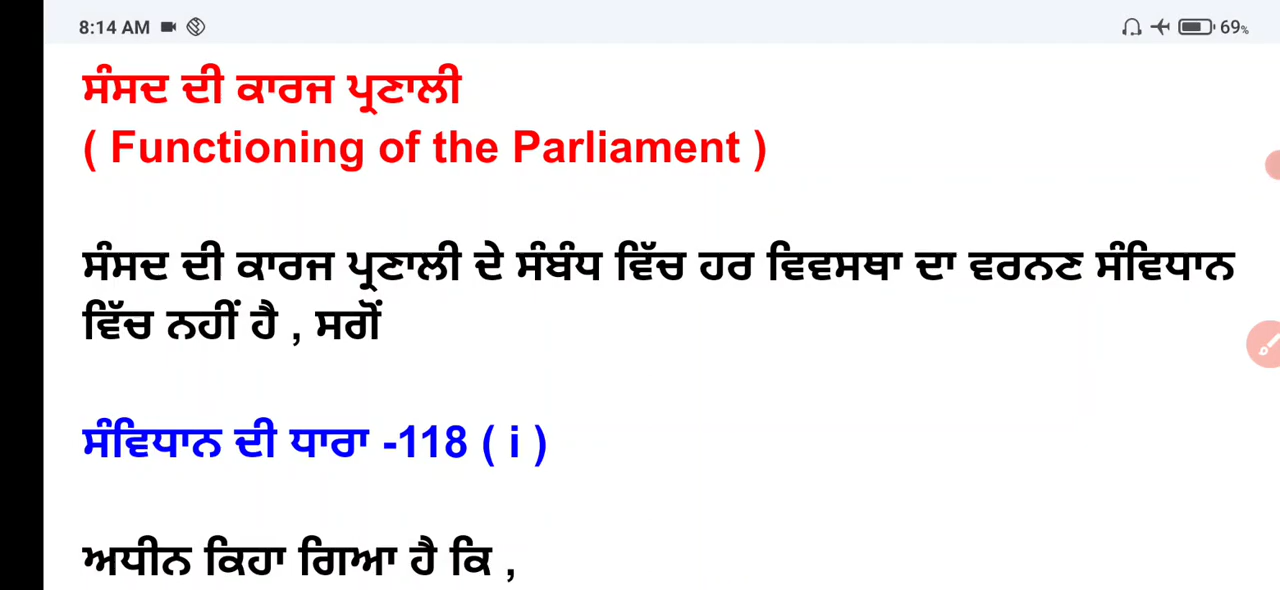 8:14 AM
69%
ਸੰਸਦ ਦੀ ਕਾਰਜ ਪ੍ਰਣਾਲੀ
( Functioning of the Parliament )
ਸੰਸਦ ਦੀ ਕਾਰਜ ਪ੍ਰਣਾਲੀ ਦੇ ਸੰਬੰਧ ਵਿੱਚ ਹਰ ਵਿਵਸਥਾ ਦਾ ਵਰਨਣ ਸੰਵਿਧਾਨ
ਵਿੱਚ ਨਹੀਂ ਹੈ , ਸਗੋਂ
ਸੰਵਿਧਾਨ ਦੀ ਧਾਰਾ -118 ( i )
ਅਧੀਨ ਕਿਹਾ ਗਿਆ ਹੈ ਕਿ ,